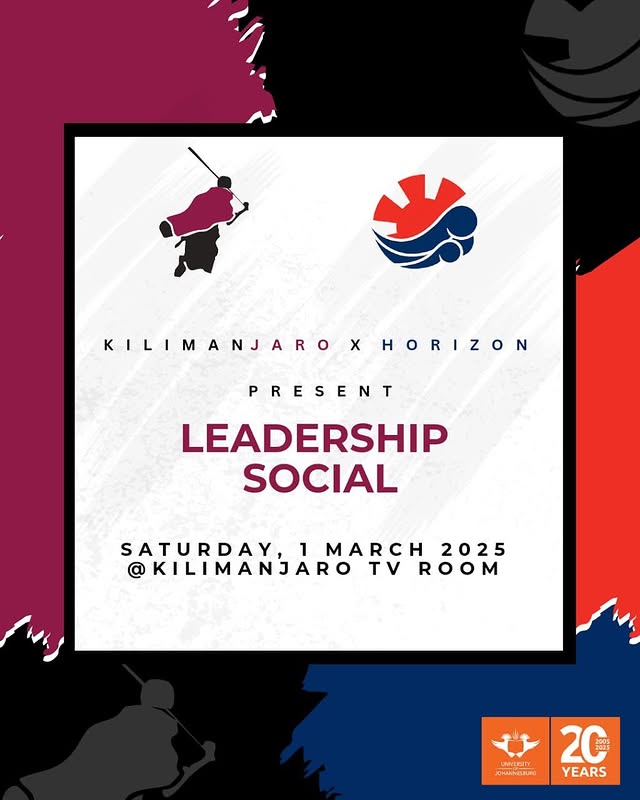 KILIMANJARO X HORIZON
PRESENT
LEADERSHIP
SOCIAL
SATURDAY, 1 MARCH 2025
@KILIMANJARO TV ROOM
UNIVERSITY
OF
JOHANNESBURG
20
2005
2025
YEARS